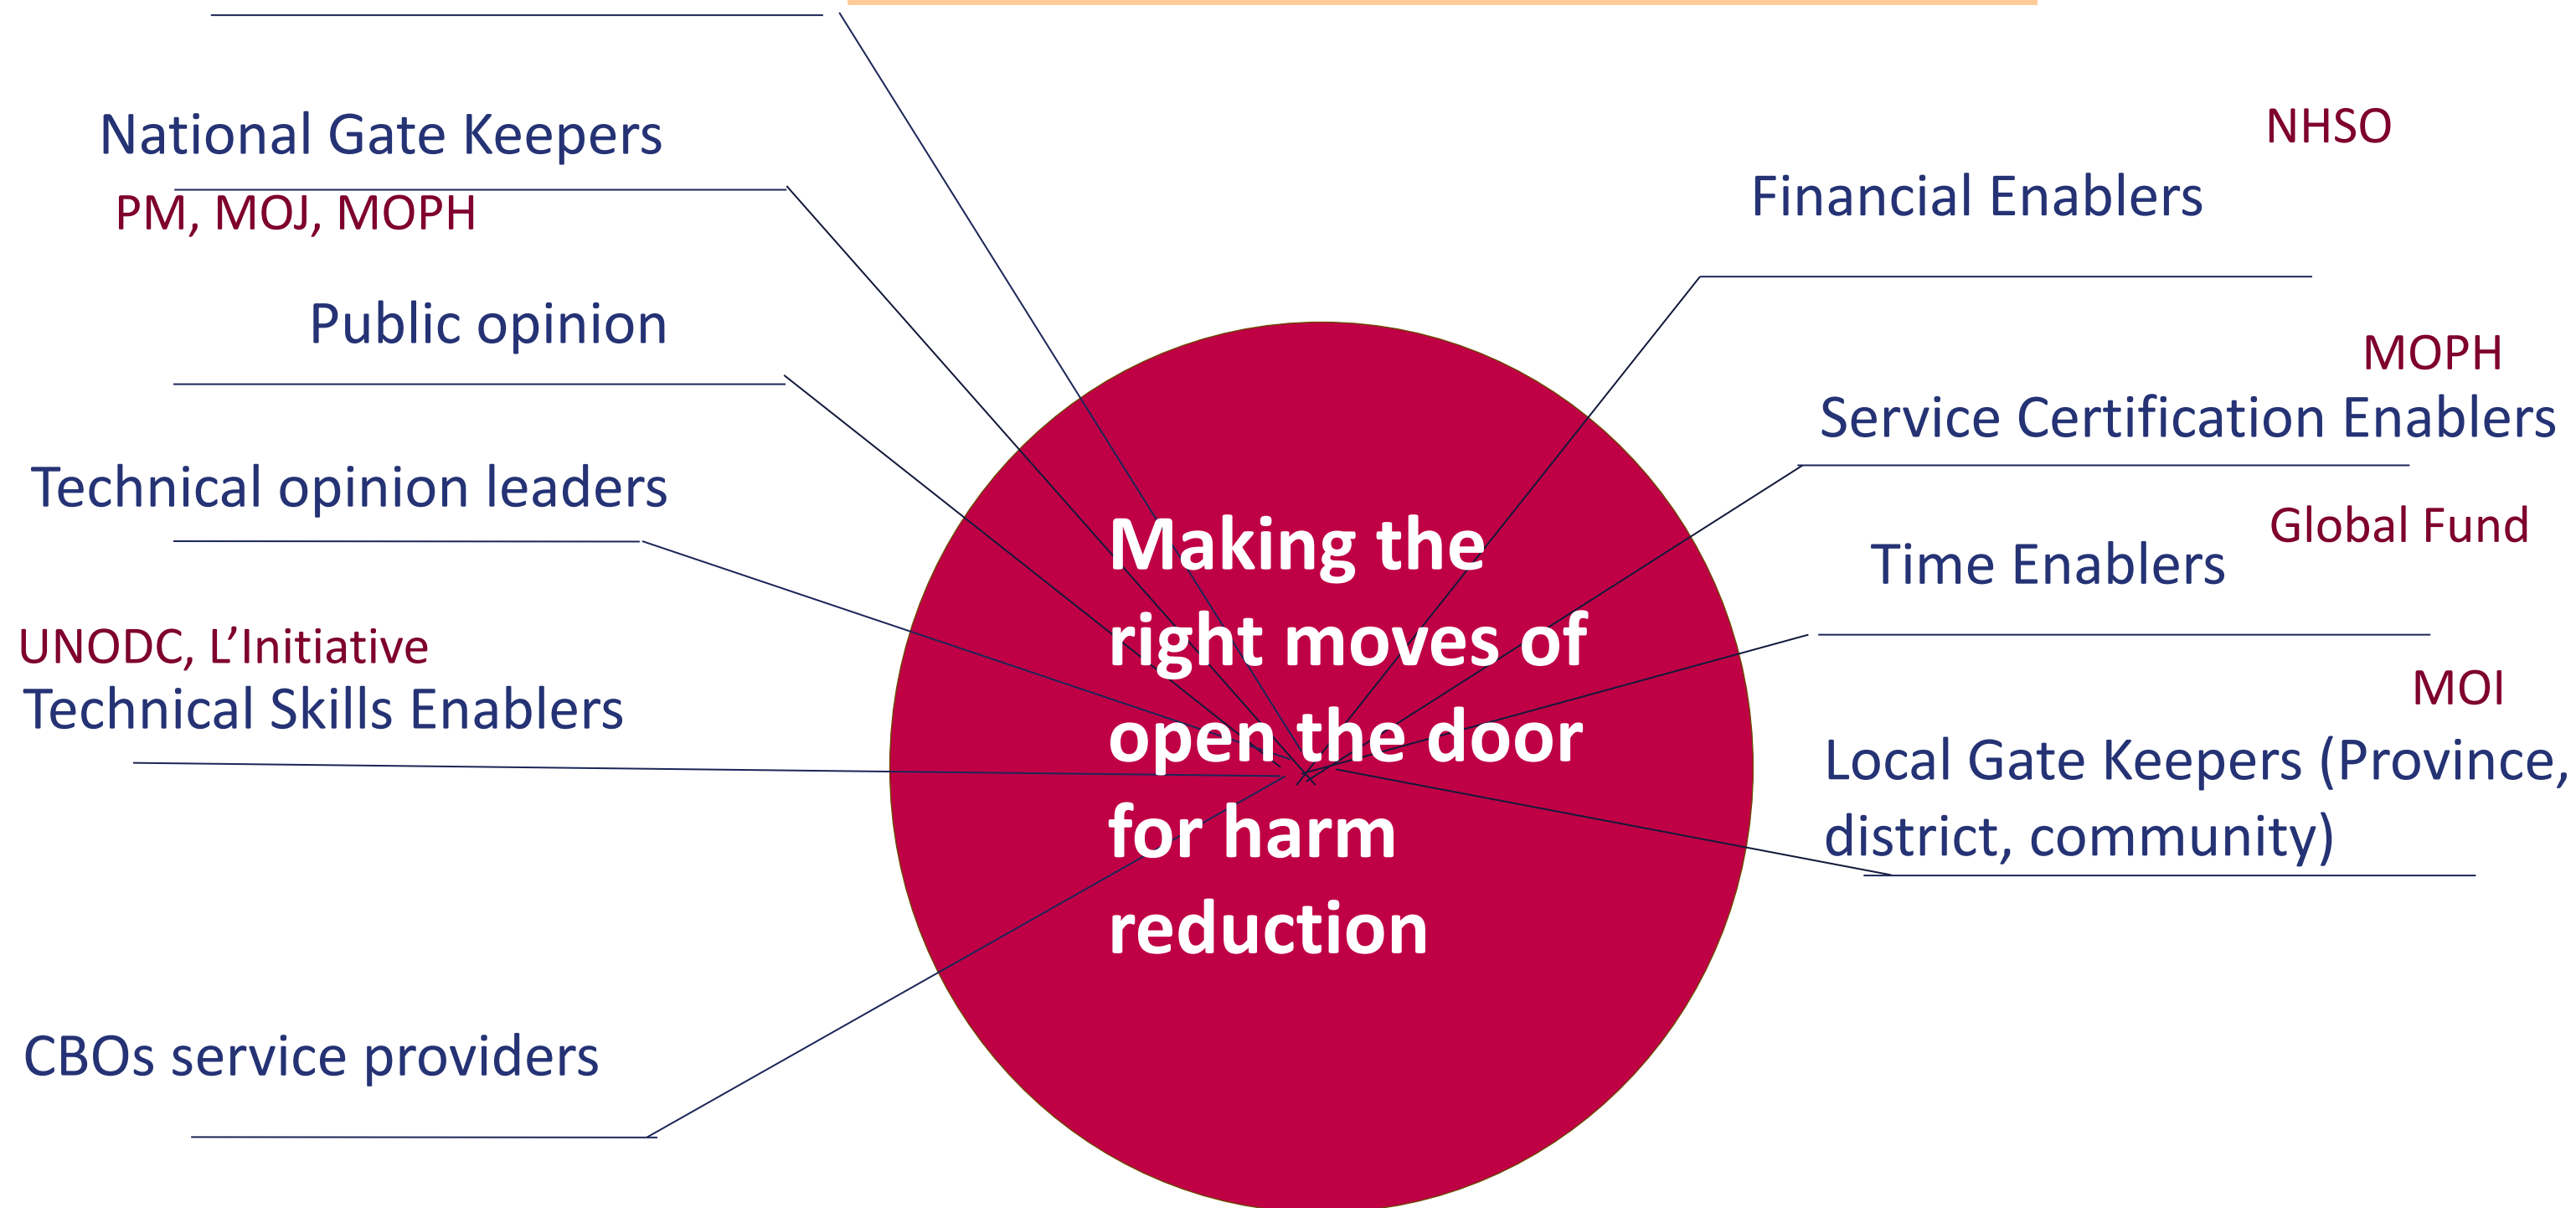 National Gate Keepers
PM, MOJ, MOPH
Public opinion
Technical opinion leaders
UNODC, L’Initiative
Technical Skills Enablers
CBOs service providers
Making the
right moves of
open the door
for harm
reduction
NHSO
Financial Enablers
MOPH
Service Certification Enablers
Global Fund
Time Enablers
MOI
Local Gate Keepers (Province,
district, community)